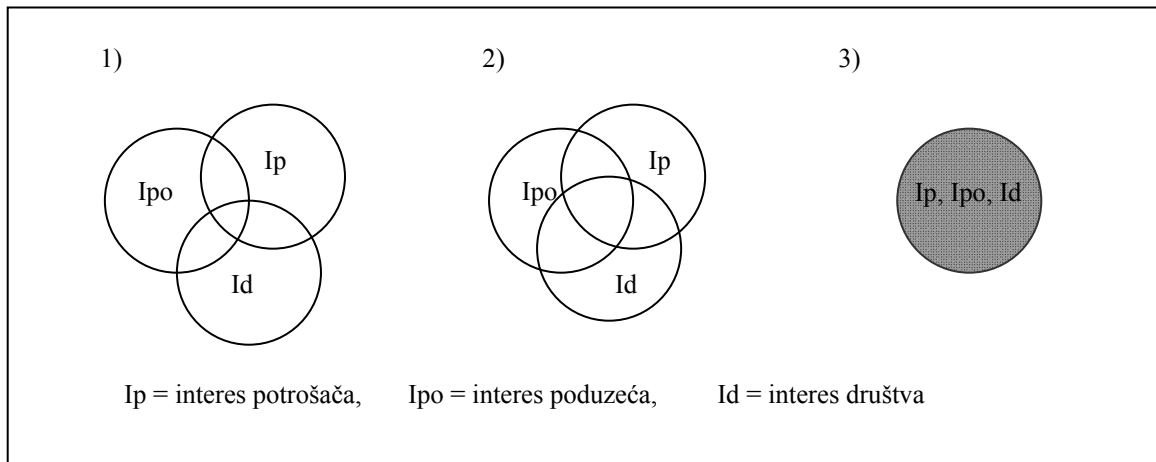 1) 2) 3)
Ip
Ipo
Id
Ip
Ipo
Id
Ip, Ipo, Id
Ip = interes potrošača, Ipo = interes poduzeća, Id = interes društva